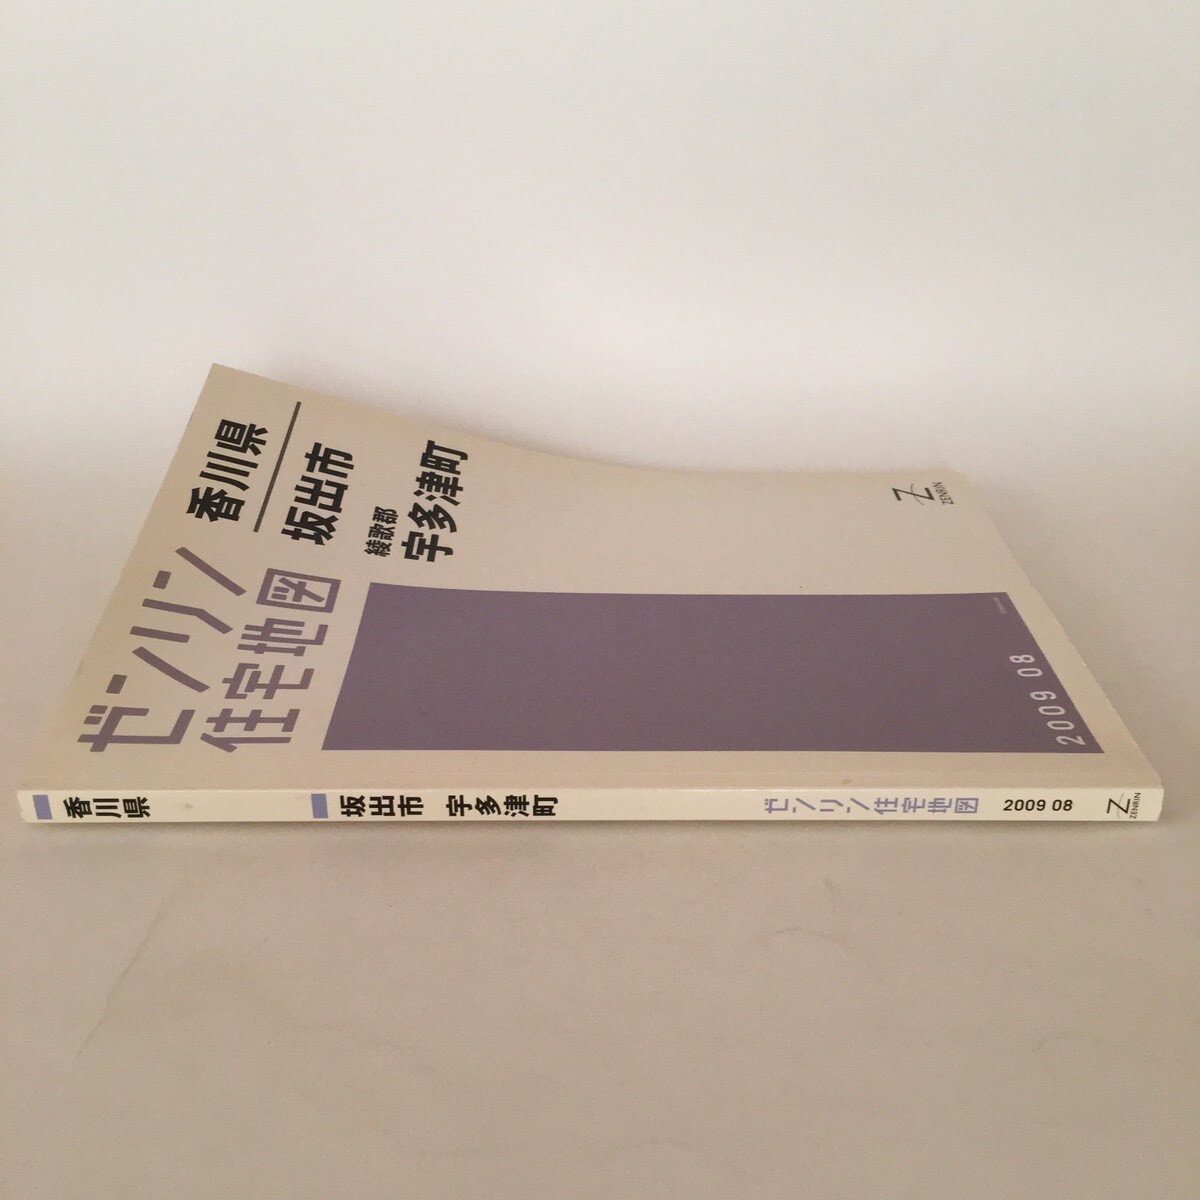 香川県
坂出市
綾歌郡
宇多津町
ゼンリン
住宅地図
ZENRIN
2009 08
香川県 坂出市 宇多津町 ゼンリン住宅地図 2009 08 ZENRIN